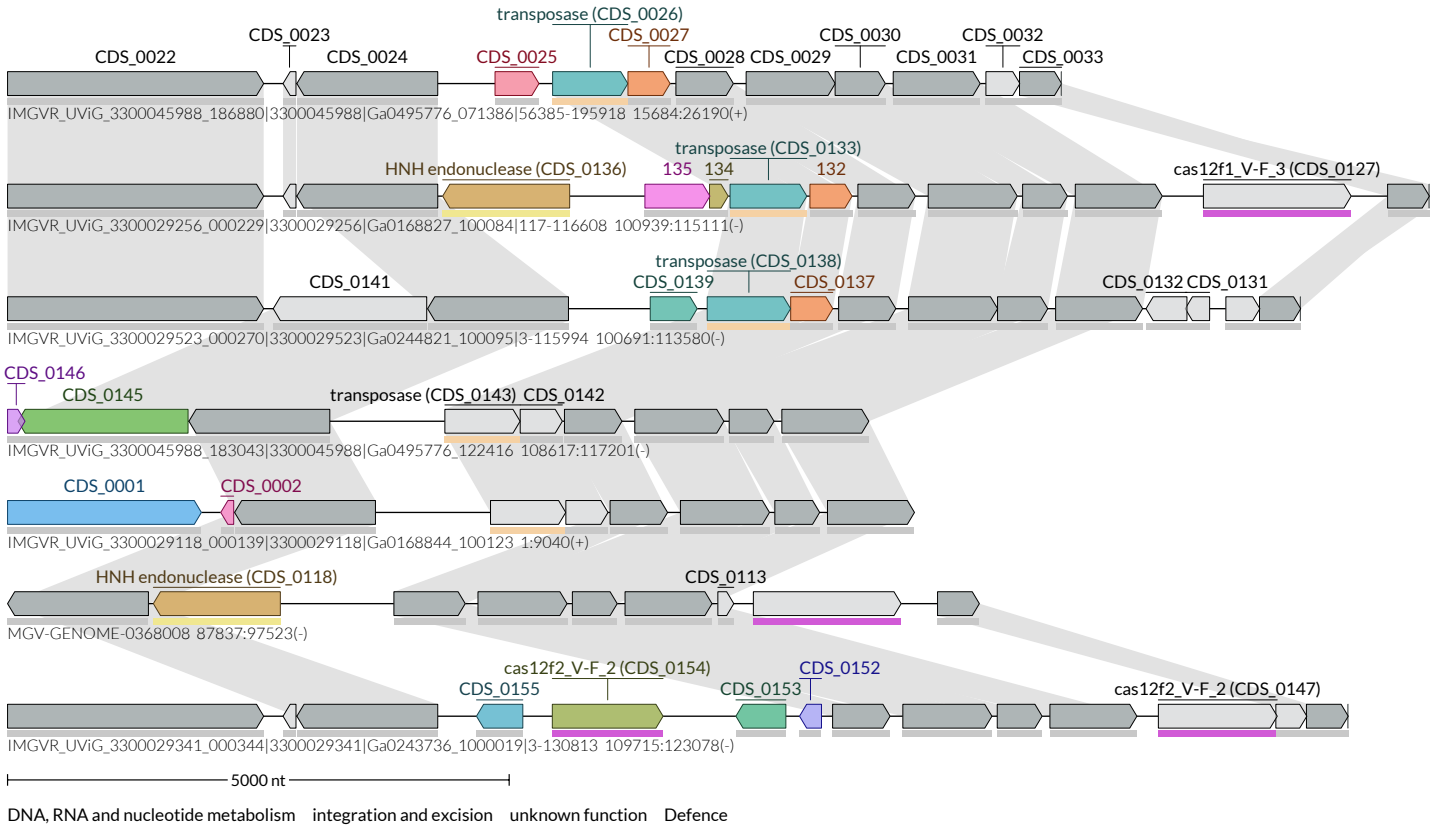 transposase (CDS_0026)
CDS_0023 CDS_0027 CDS_0030 CDS_0032
CDS_0022 CDS_0024 CDS_0025 CDS_0028 CDS_0029 CDS_0031 CDS_0033
IMGVR_UViG_3300045988_186880|3300045988|Ga0495776_071386|56385-195918 15684:26190(+)
transposase (CDS_0133)
HNH endonuclease (CDS_0136) 135 134 132 cas12f1_V-F_3 (CDS_0127)
IMGVR_UViG_3300029256_000229|3300029256|Ga0168827_100084|117-116608 100939:115111(-)
transposase (CDS_0138)
CDS_0141 CDS_0139 CDS_0137 CDS_0132 CDS_0131
IMGVR_UViG_3300029523_000270|3300029523|Ga0244821_100095|3-115994 100691:113580(-)
CDS_0146
CDS_0145 transposase (CDS_0143) CDS_0142
IMGVR_UViG_3300045988_183043|3300045988|Ga0495776_122416 108617:117201(-)
CDS_0001 CDS_0002
IMGVR_UViG_3300029118_000139|3300029118|Ga0168844_100123 1:9040(+)
HNH endonuclease (CDS_0118) CDS_0113
MGV-GENOME-0368008 87837:97523(-)
cas12f2_V-F_2 (CDS_0154) CDS_0152
CDS_0155 CDS_0153 cas12f2_V-F_2 (CDS_0147)
IMGVR_UViG_3300029341_000344|3300029341|Ga0243736_1000019|3-130813 109715:123078(-)
5000 nt
DNA, RNA and nucleotide metabolism integration and excision unknown function Defence